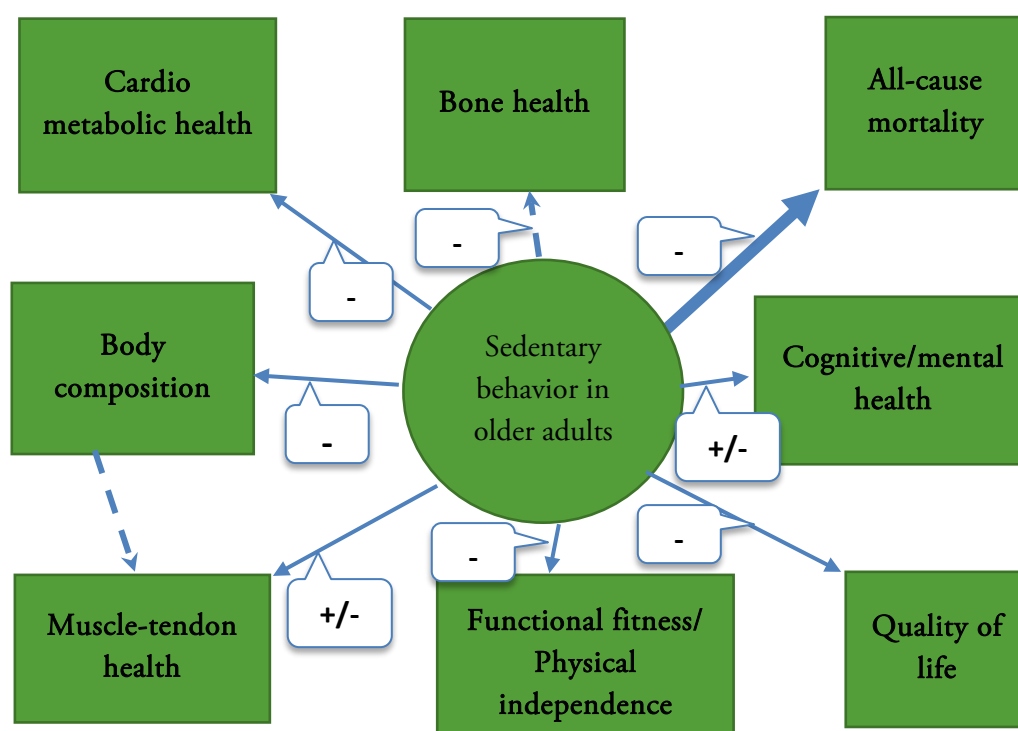 Cardio
metabolic health
Bone health
All-cause
mortality
-
-
-
Body
composition
Sedentary
behavior in
older adults
Cognitive/mental
health
-
+/-
-
-
+/-
Muscle-tendon
health
Functional fitness/
Physical
independence
Quality of
life